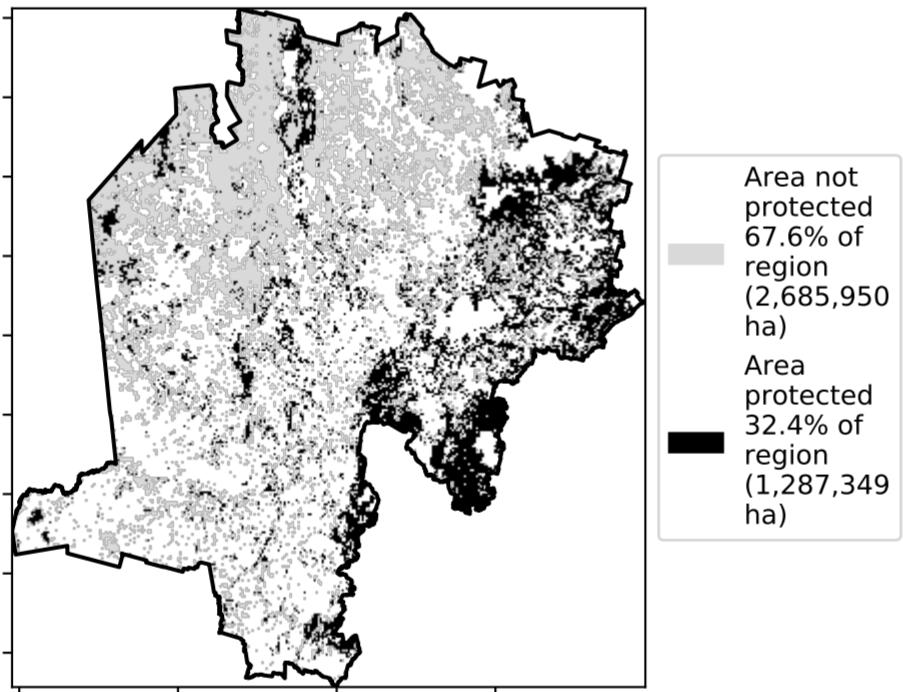 Area not
protected
67.6% of
region
(2,685,950
ha)
Area
protected
32.4% of
region
(1,287,349
ha)